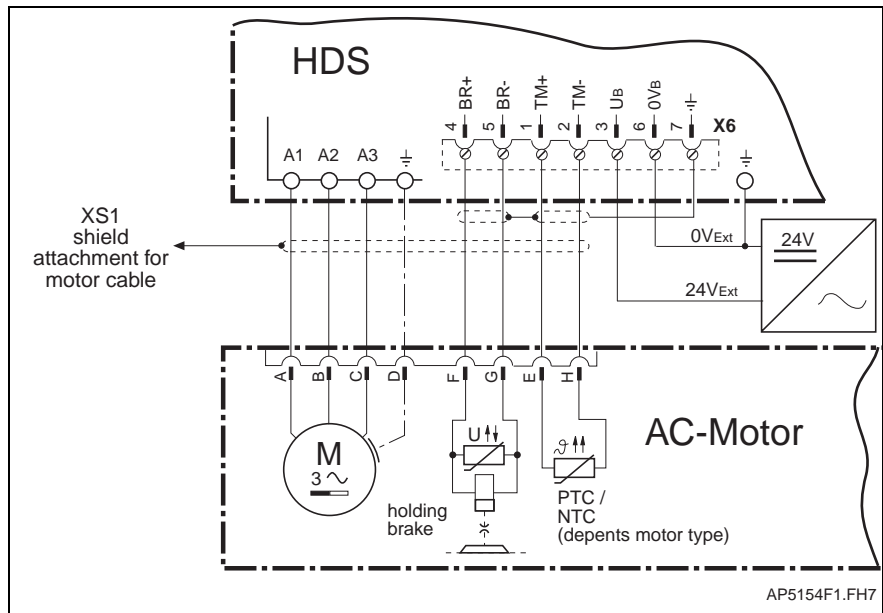 HDS
BR+ BR- TM+ TM- UB 0VB
4 5 1 2 3 6 7 X6
A1 A2 A3
XS1
shield
attachment for
motor cable
0VExt
24V
24VExt
A B C D F G E H
M
3
U
ϑ
AC-Motor
holding
brake
PTC /
NTC
(depents motor type)
AP5154F1.FH7